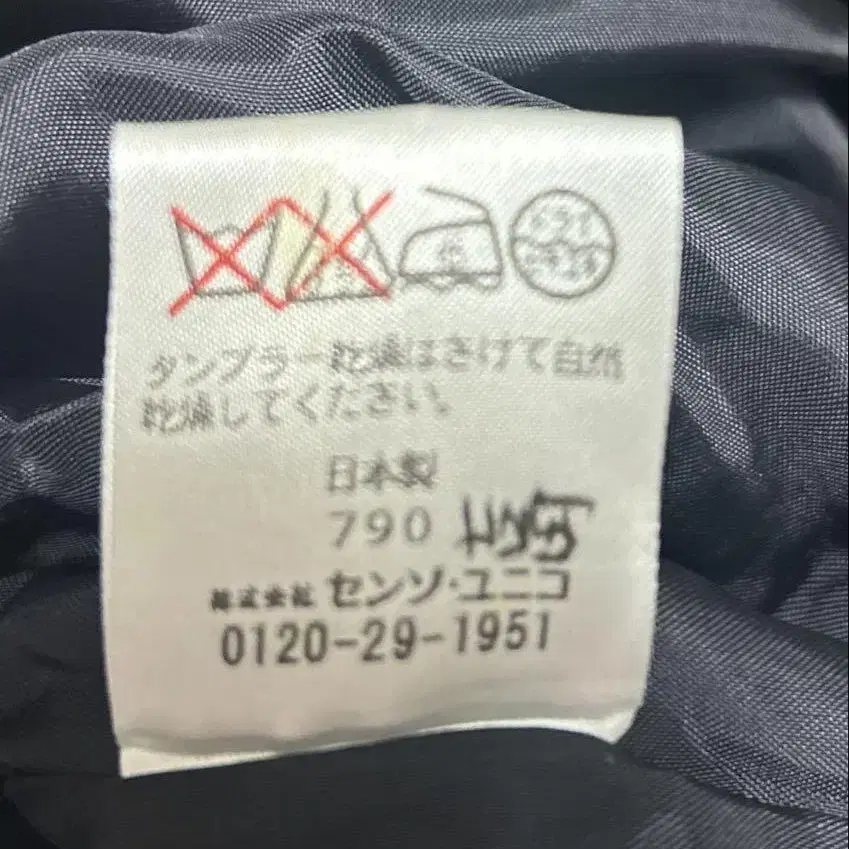 タンブラー乾燥はさけて自然
乾燥してください。
日本製
790
株式会社 センソ・ユニコ
0120-29-1951